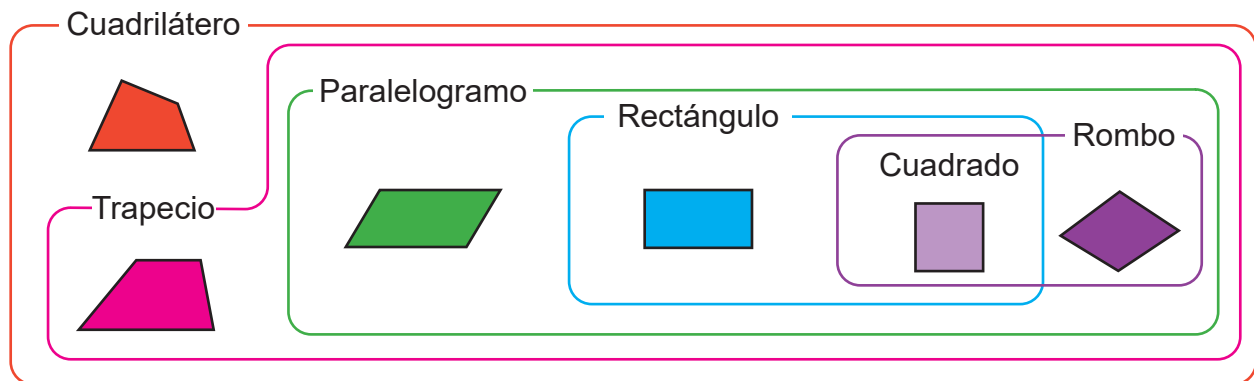 Cuadrilátero
Paralelogramo
Rectángulo
Rombo
Cuadrado
Trapecio